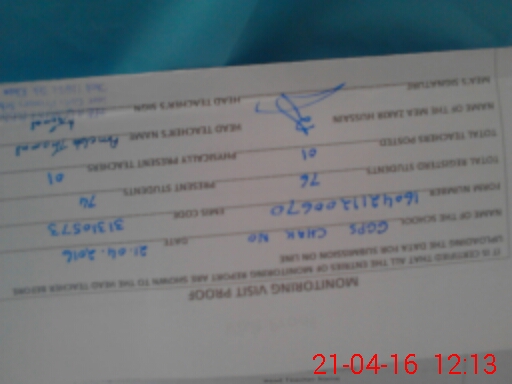 MONITORING VISIT PROOF
IT IS CERTIFIED THAT ALL THE ENTRIES OF MONITORING REPORT ARE SHOWN TO THE HEAD TEACHER BEFORE
UPLOADING THE DATA FOR SUBMISSION ON LINE
NAME OF THE SCHOOL GGPS CHAK NO DATE 21.04.2016
FORM NUMBER EMIS CODE 31310573
TOTAL REGISTERED STUDENTS 76 PRESENT STUDENTS 74
TOTAL TEACHERS POSTED 01 PHYSICALLY PRESENT TEACHERS 01
NAME OF THE MEA ZAKIR HUSSAIN HEAD TEACHER'S NAME
MEA'S SIGNATURE HEAD TEACHER'S SIGN
21-04-16 12:13